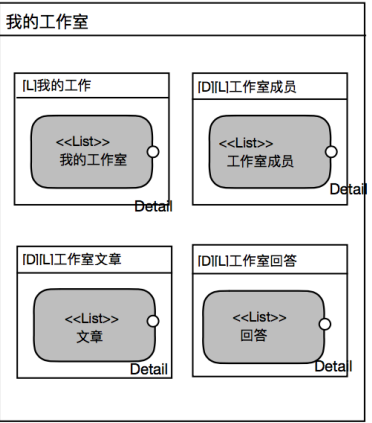 我的工作室
[L]我的工作
<<List>>
我的工作室
Detail
[D][L]工作室成员
<<List>>
工作室成员
Detail
[D][L]工作室文章
<<List>>
文章
Detail
[D][L]工作室回答
<<List>>
回答
Detail